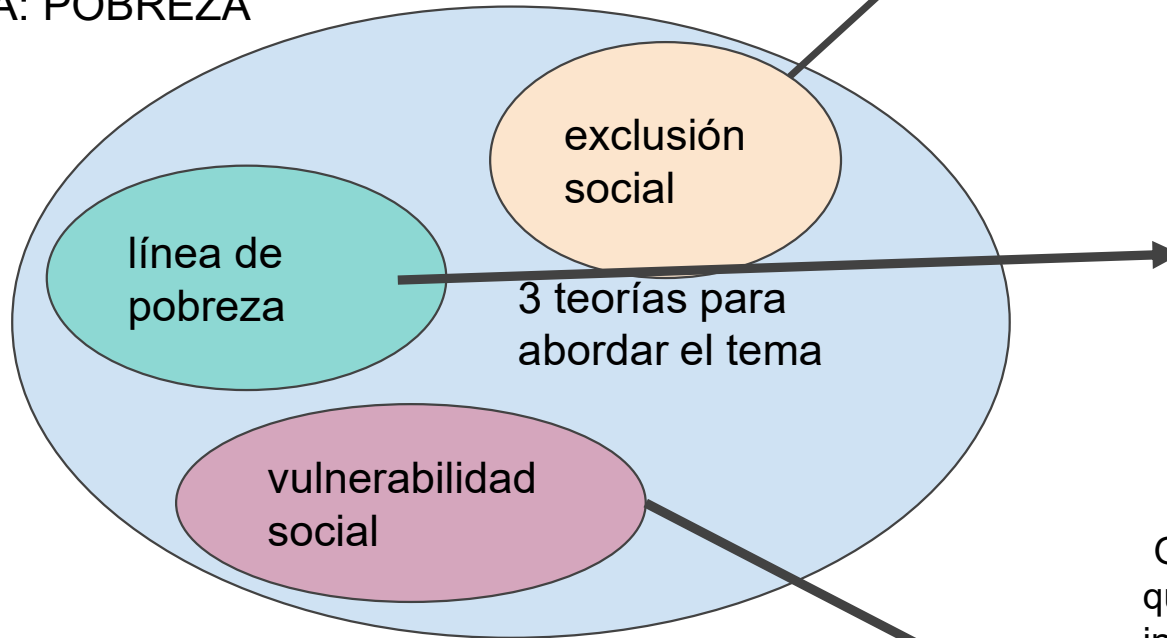 A: POBREZA
exclusión
social
línea de
pobreza
3 teorías para
abordar el tema
vulnerabilidad
social